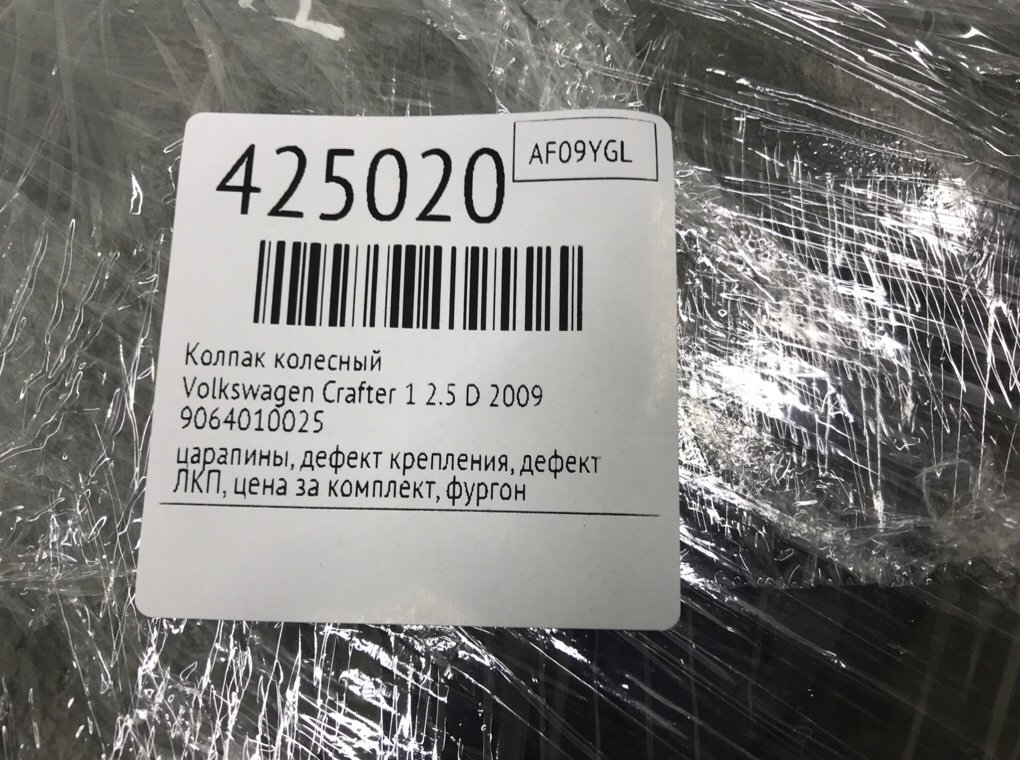 425020
AF09YGL
Колпак колесный
Volkswagen Crafter 1 2.5 D 2009
9064010025
царапины, дефект крепления, дефект
ЛКП, цена за комплект, фургон